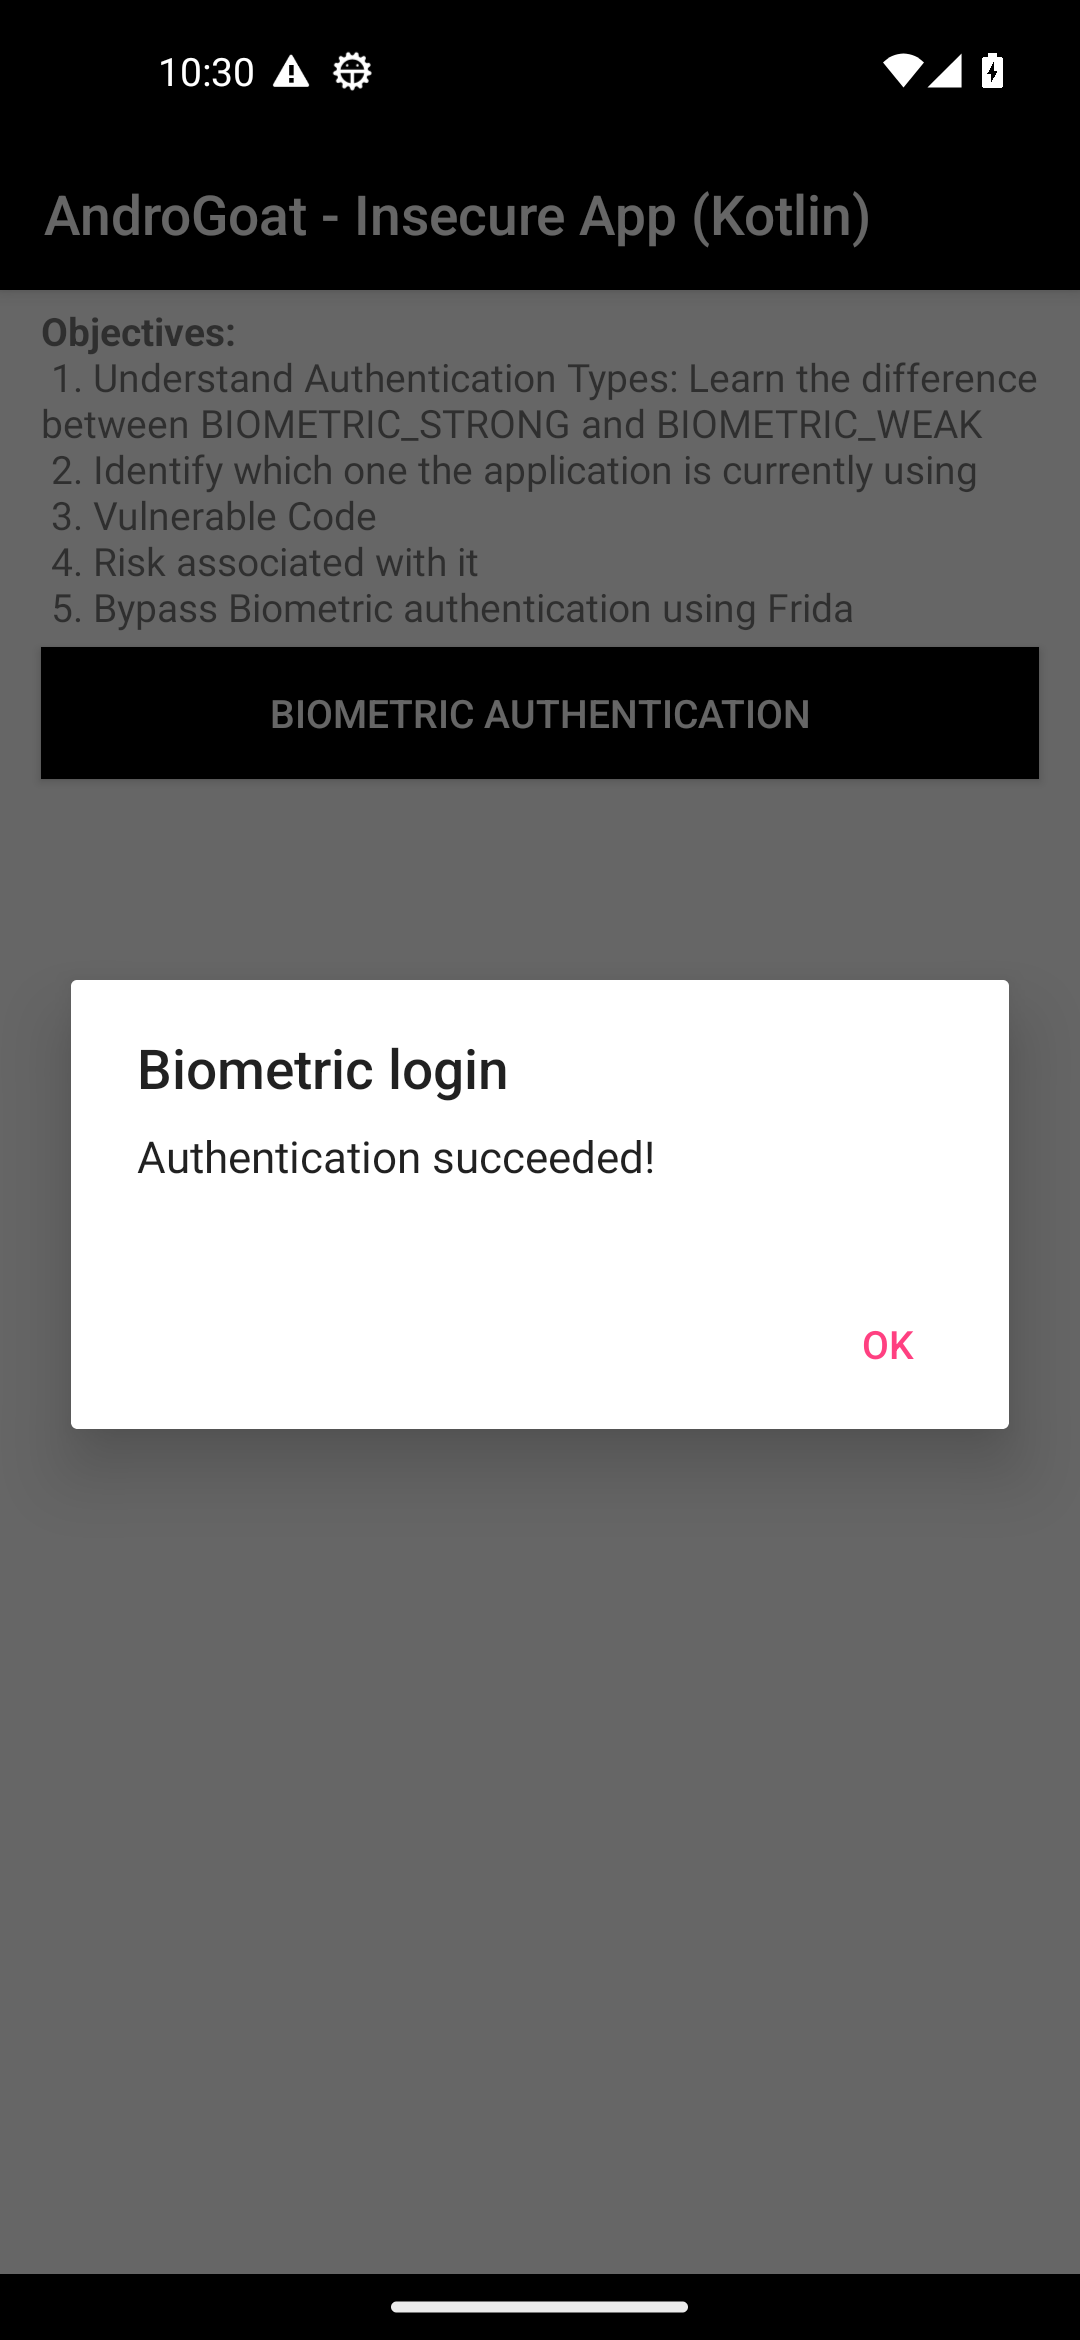 10:30
AndroGoat - Insecure App (Kotlin)
Objectives:
1. Understand Authentication Types: Learn the difference
between BIOMETRIC_STRONG and BIOMETRIC_WEAK
2. Identify which one the application is currently using
3. Vulnerable Code
4. Risk associated with it
5. Bypass Biometric authentication using Frida
BIOMETRIC AUTHENTICATION
Biometric login
Authentication succeeded!
OK